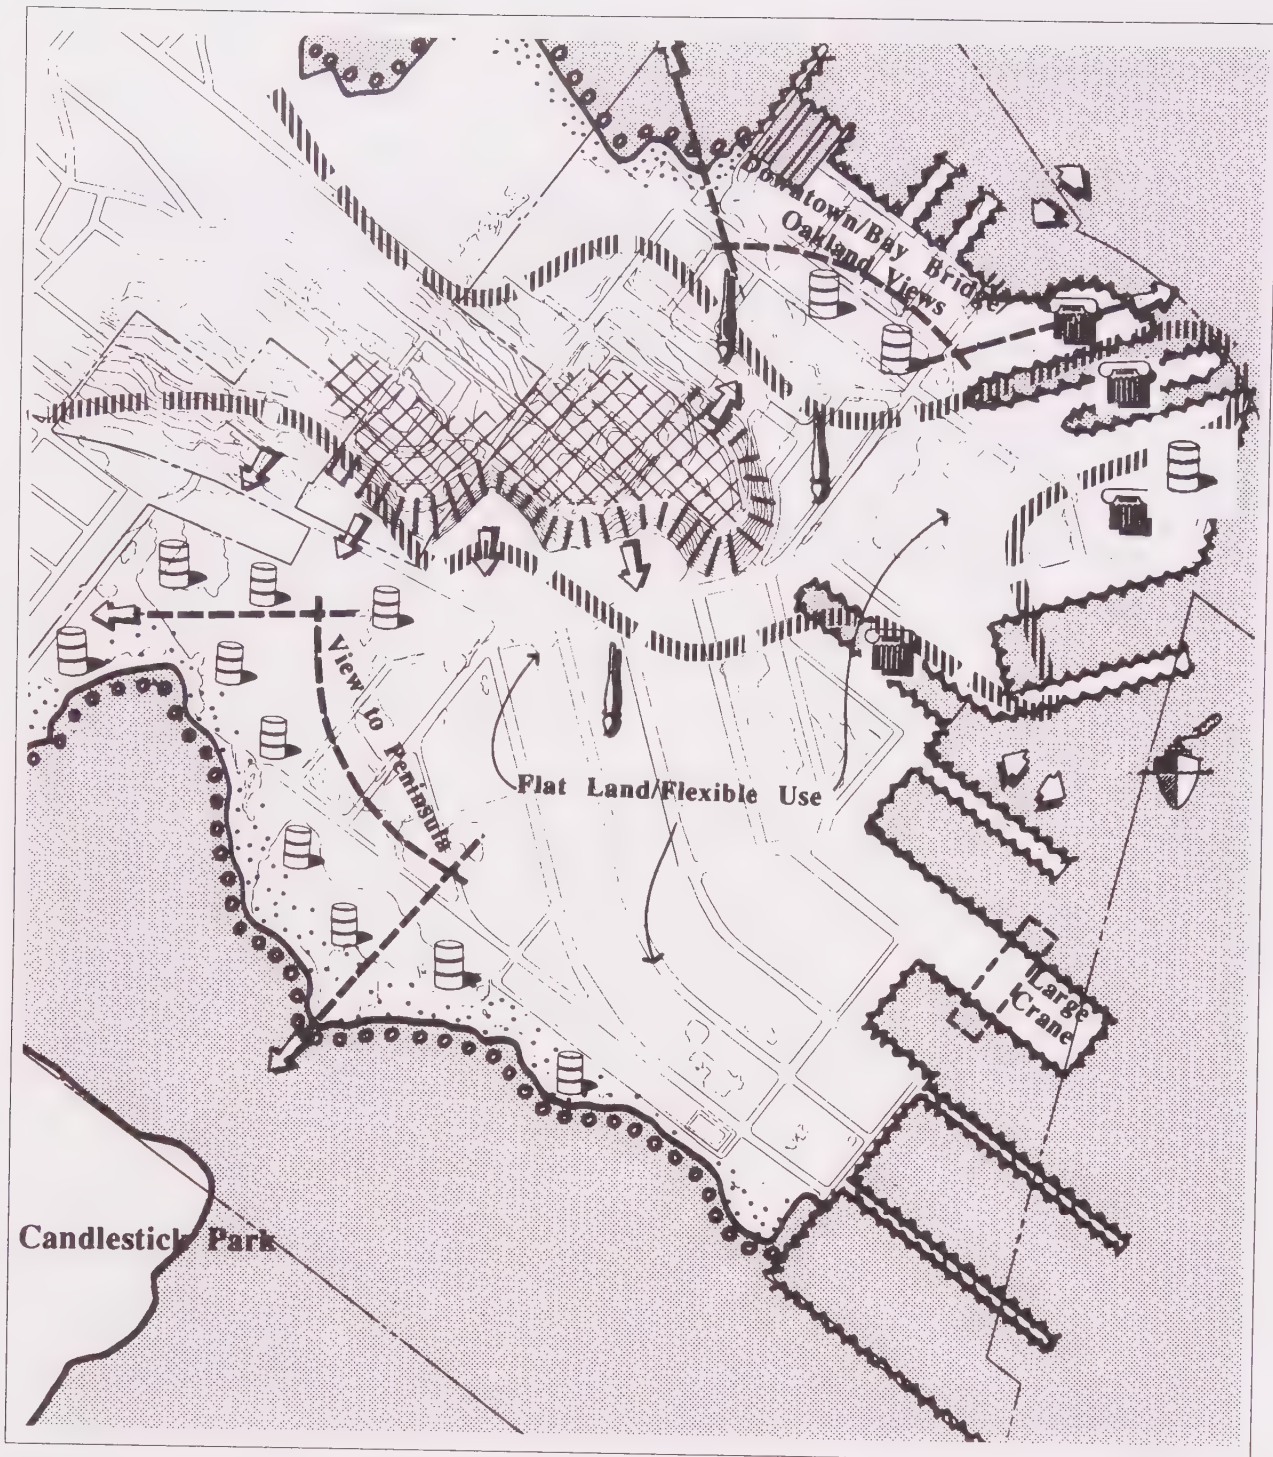 Downtown/Bay Bridge
Oakland Views
View to Peninsula
Flat Land/Flexible Use
Large
Crane
Candlestick Park